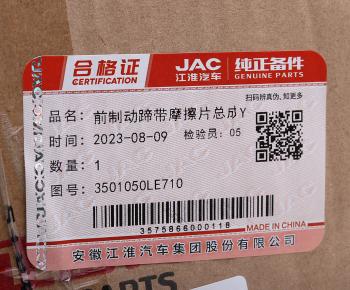 合格证
CERTIFICATION
JAC
江淮汽车
纯正备件
GENUINE PARTS
扫码辨真伪,知更多
品名: 前制动蹄带摩擦片总成Y
时间: 2023-08-09 检验员: 05
数量: 1
图号: 3501050LE710
3575866000118
MADE IN CHINA
安徽江淮汽车集团股份有限公司
PARTS